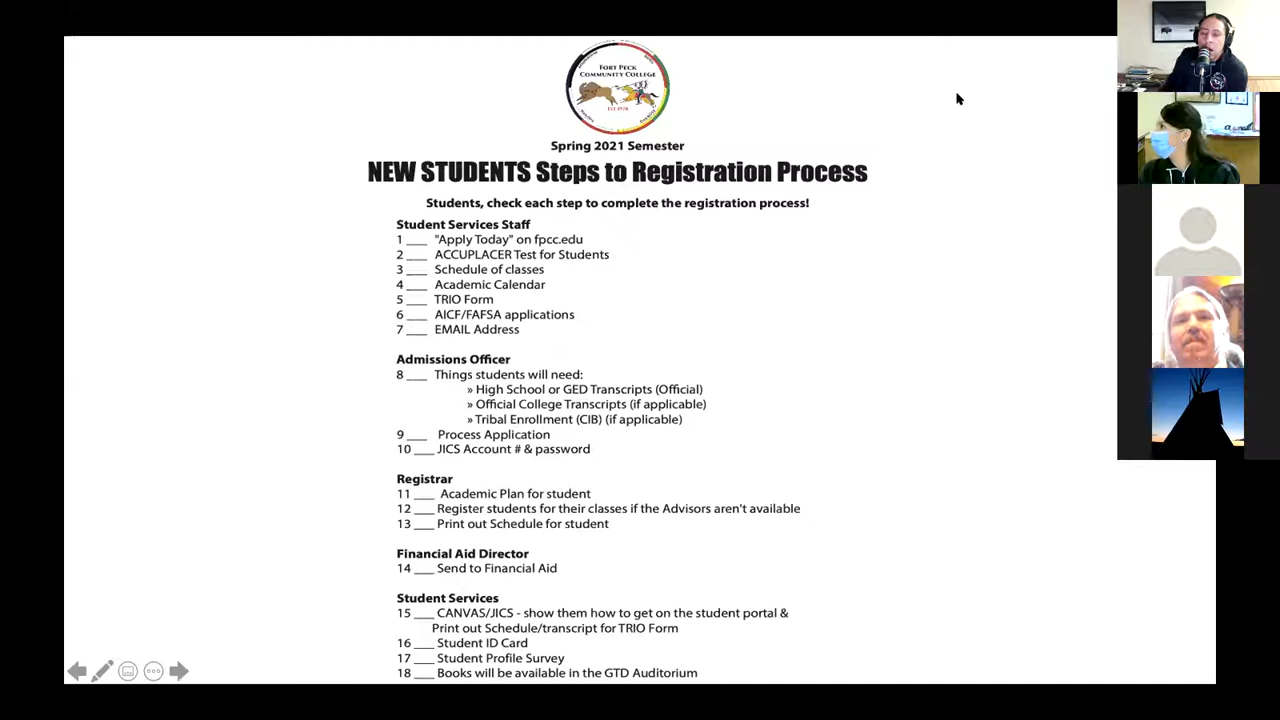 FORT PECK
COMMUNITY COLLEGE
EST 1978
Spring 2021 Semester
NEW STUDENTS Steps to Registration Process
Students, check each step to complete the registration process!
Student Services Staff
1 ___ "Apply Today" on fpcc.edu
2 ___ ACCUPLACER Test for Students
3 ___ Schedule of classes
4 ___ Academic Calendar
5 ___ TRIO Form
6 ___ AICF/FAFSA applications
7 ___ EMAIL Address
Admissions Officer
8 ___ Things students will need:
» High School or GED Transcripts (Official)
» Official College Transcripts (if applicable)
» Tribal Enrollment (CIB) (if applicable)
9 ___ Process Application
10 ___ JICS Account # & password
Registrar
11 ___ Academic Plan for student
12 ___ Register students for their classes if the Advisors aren't available
13 ___ Print out Schedule for student
Financial Aid Director
14 ___ Send to Financial Aid
Student Services
15 ___ CANVAS/JICS - show them how to get on the student portal &
Print out Schedule/transcript for TRIO Form
16 ___ Student ID Card
17 ___ Student Profile Survey
18 ___ Books will be available in the GTD Auditorium